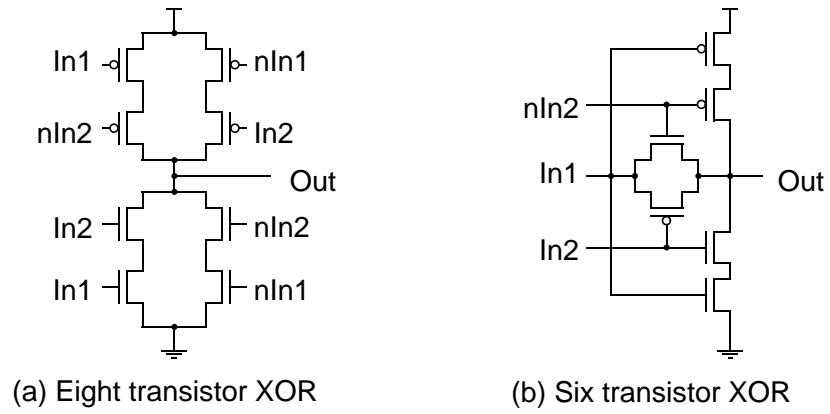 In1
nIn1
nIn2
In2
Out
In2
nIn2
In1
nIn1
(a) Eight transistor XOR
nIn2
In1
Out
In2
(b) Six transistor XOR